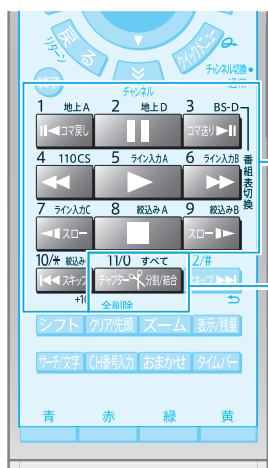 リターン
戻る
クイックメニュー
チャンネル切換●
通常●
チャンネル
1 地上A 2 地上D 3 BS-D
コマ戻し コマ送り
4 110CS 5 ライン入力A 6 ライン入力B
番組表切換
7 ライン入力C 8 絞込みA 9 絞込みB
スロー スロー
10/* 絞込み 11/0 すべて 2/#
スキップ チャプター 分割/結合 キップ
+10 全削除
シフト クリア/先頭 ズーム 表示/残量
サーチ/文字 CH番号入力 おまかせ タイムバー
青 赤 緑 黄